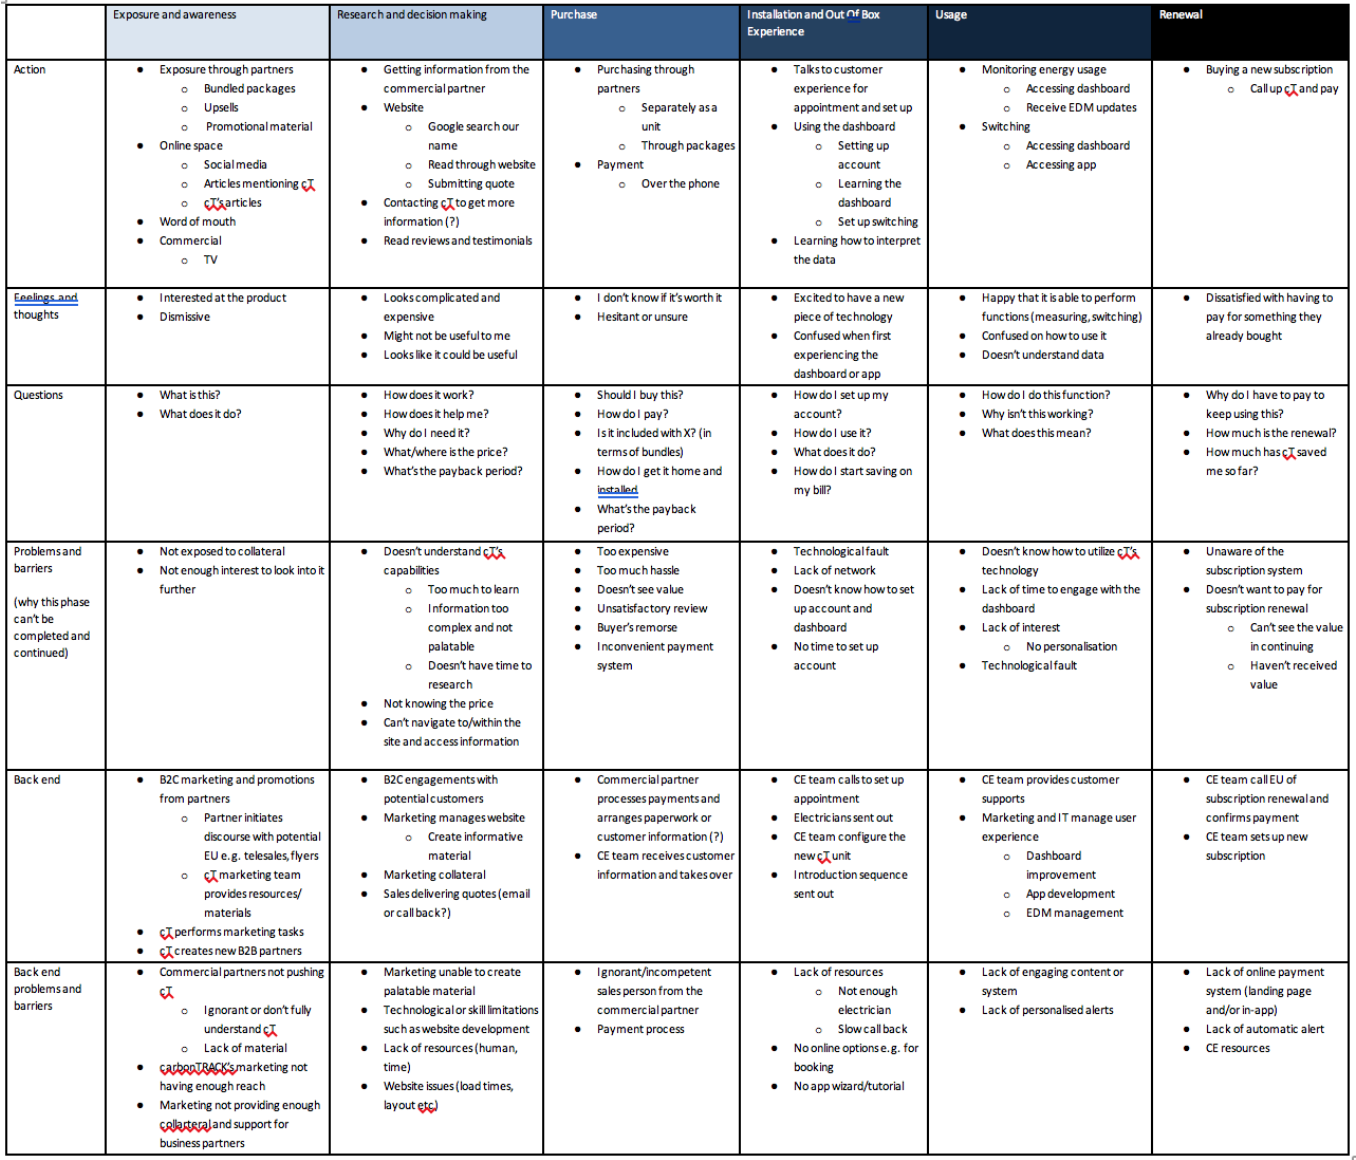 Exposure and awareness
Research and decision making
Purchase
Installation and Out Of Box
Experience
Usage
Renewal
Action
• Exposure through partners
o Bundled packages
o Upsells
o Promotional material
• Online space
o Social media
o Articles mentioning cT
o cT's articles
• Word of mouth
• Commercial
o TV
• Getting information from the
commercial partner
• Website
o Google search our
name
o Read through website
o Submitting quote
• Contacting cT to get more
information (?)
• Read reviews and testimonials
• Purchasing through
partners
o Separately as a
unit
o Through packages
• Payment
o Over the phone
• Talks to customer
experience for
appointment and set up
• Using the dashboard
o Setting up
account
o Learning the
dashboard
o Set up switching
• Learning how to interpret
the data
• Monitoring energy usage
o Accessing dashboard
o Receive EDM updates
• Switching
o Accessing dashboard
o Accessing app
• Buying a new subscription
o Call up cT and pay
Feelings and
thoughts
• Interested at the product
• Dismissive
• Looks complicated and
expensive
• Might not be useful to me
• Looks like it could be useful
• I don't know if it's worth it
• Hesitant or unsure
• Excited to have a new
piece of technology
• Confused when first
experiencing the
dashboard or app
• Happy that it is able to perform
functions (measuring, switching)
• Confused on how to use it
• Doesn't understand data
• Dissatisfied with having to
pay for something they
already bought
Questions
• What is this?
• What does it do?
• How does it work?
• How does it help me?
• Why do I need it?
• What/where is the price?
• What's the payback period?
• Should I buy this?
• How do I pay?
• Is it included with X? (in
terms of bundles)
• How do I get it home and
installed
• What's the payback
period?
• How do I set up my
account?
• How do I use it?
• What does it do?
• How do I start saving on
my bill?
• How do I do this function?
• Why isn't this working?
• What does this mean?
• Why do I have to pay to
keep using this?
• How much is the renewal?
• How much has cT saved
me so far?
Problems and
barriers
(why this phase
can't be
completed and
continued)
• Not exposed to collateral
• Not enough interest to look into it
further
• Doesn't understand cT's
capabilities
o Too much to learn
o Information too
complex and not
palatable
o Doesn't have time to
research
• Not knowing the price
• Can't navigate to/within the
site and access information
• Too expensive
• Too much hassle
• Doesn't see value
• Unsatisfactory review
• Buyer's remorse
• Inconvenient payment
system
• Technological fault
• Lack of network
• Doesn't know how to set
up account and
dashboard
• No time to set up
account
• Doesn't know how to utilize cT's
technology
• Lack of time to engage with the
dashboard
• Lack of interest
o No personalisation
• Technological fault
• Unaware of the
subscription system
• Doesn't want to pay for
subscription renewal
o Can't see the value
in continuing
o Haven't received
value
Back end
• B2C marketing and promotions
from partners
o Partner initiates
discourse with potential
EU e.g. telesales, flyers
o cT marketing team
provides resources/
materials
• cT performs marketing tasks
• cT creates new B2B partners
• B2C engagements with
potential customers
• Marketing manages website
o Create informative
material
• Marketing collateral
• Sales delivering quotes (email
or call back?)
• Commercial partner
processes payments and
arranges paperwork or
customer information (?)
• CE team receives customer
information and takes over
• CE team calls to set up
appointment
• Electricians sent out
• CE team configure the
new cT unit
• Introduction sequence
sent out
• CE team provides customer
supports
• Marketing and IT manage user
experience
o Dashboard
improvement
o App development
o EDM management
• CE team call EU of
subscription renewal and
confirms payment
• CE team sets up new
subscription
Back end
problems and
barriers
• Commercial partners not pushing
cT
o Ignorant or don't fully
understand cT
o Lack of material
• carbonTRACK's marketing not
having enough reach
• Marketing not providing enough
collarteral and support for
business partners
• Marketing unable to create
palatable material
• Technological or skill limitations
such as website development
• Lack of resources (human,
time)
• Website issues (load times,
layout etc)
• Ignorant/incompetent
sales person from the
commercial partner
• Payment process
• Lack of resources
o Not enough
electrician
o Slow call back
• No online options e.g. for
booking
• No app wizard/tutorial
• Lack of engaging content or
system
• Lack of personalised alerts
• Lack of online payment
system (landing page
and/or in-app)
• Lack of automatic alert
• CE resources